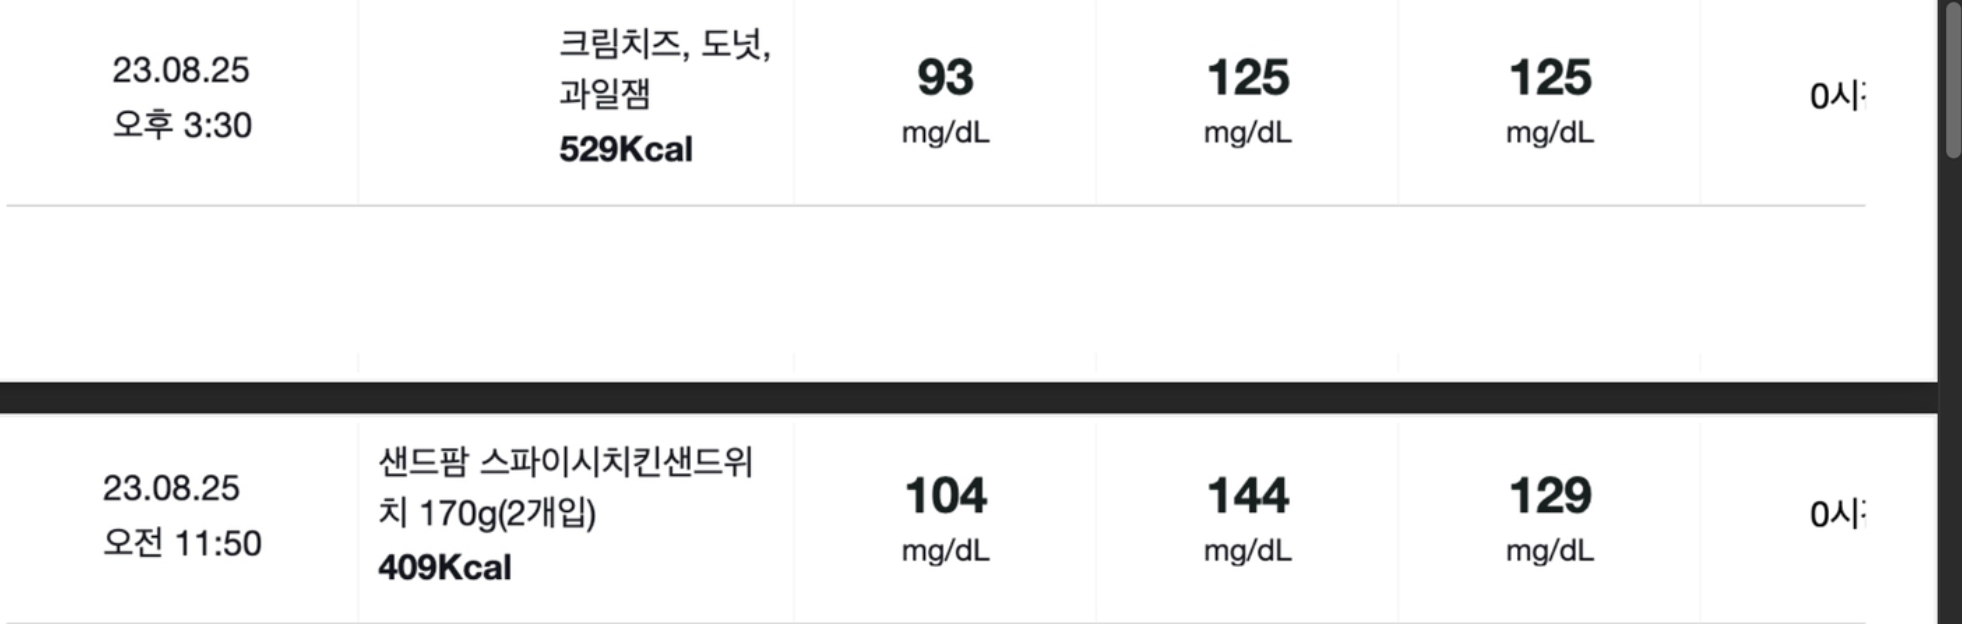 23.08.25
오후 3:30
크림치즈, 도넛,
과일잼
529Kcal
93
mg/dL
125
mg/dL
125
mg/dL
0시
23.08.25
오전 11:50
샌드팜 스파이시치킨샌드위
치 170g(2개입)
409Kcal
104
mg/dL
144
mg/dL
129
mg/dL
0시